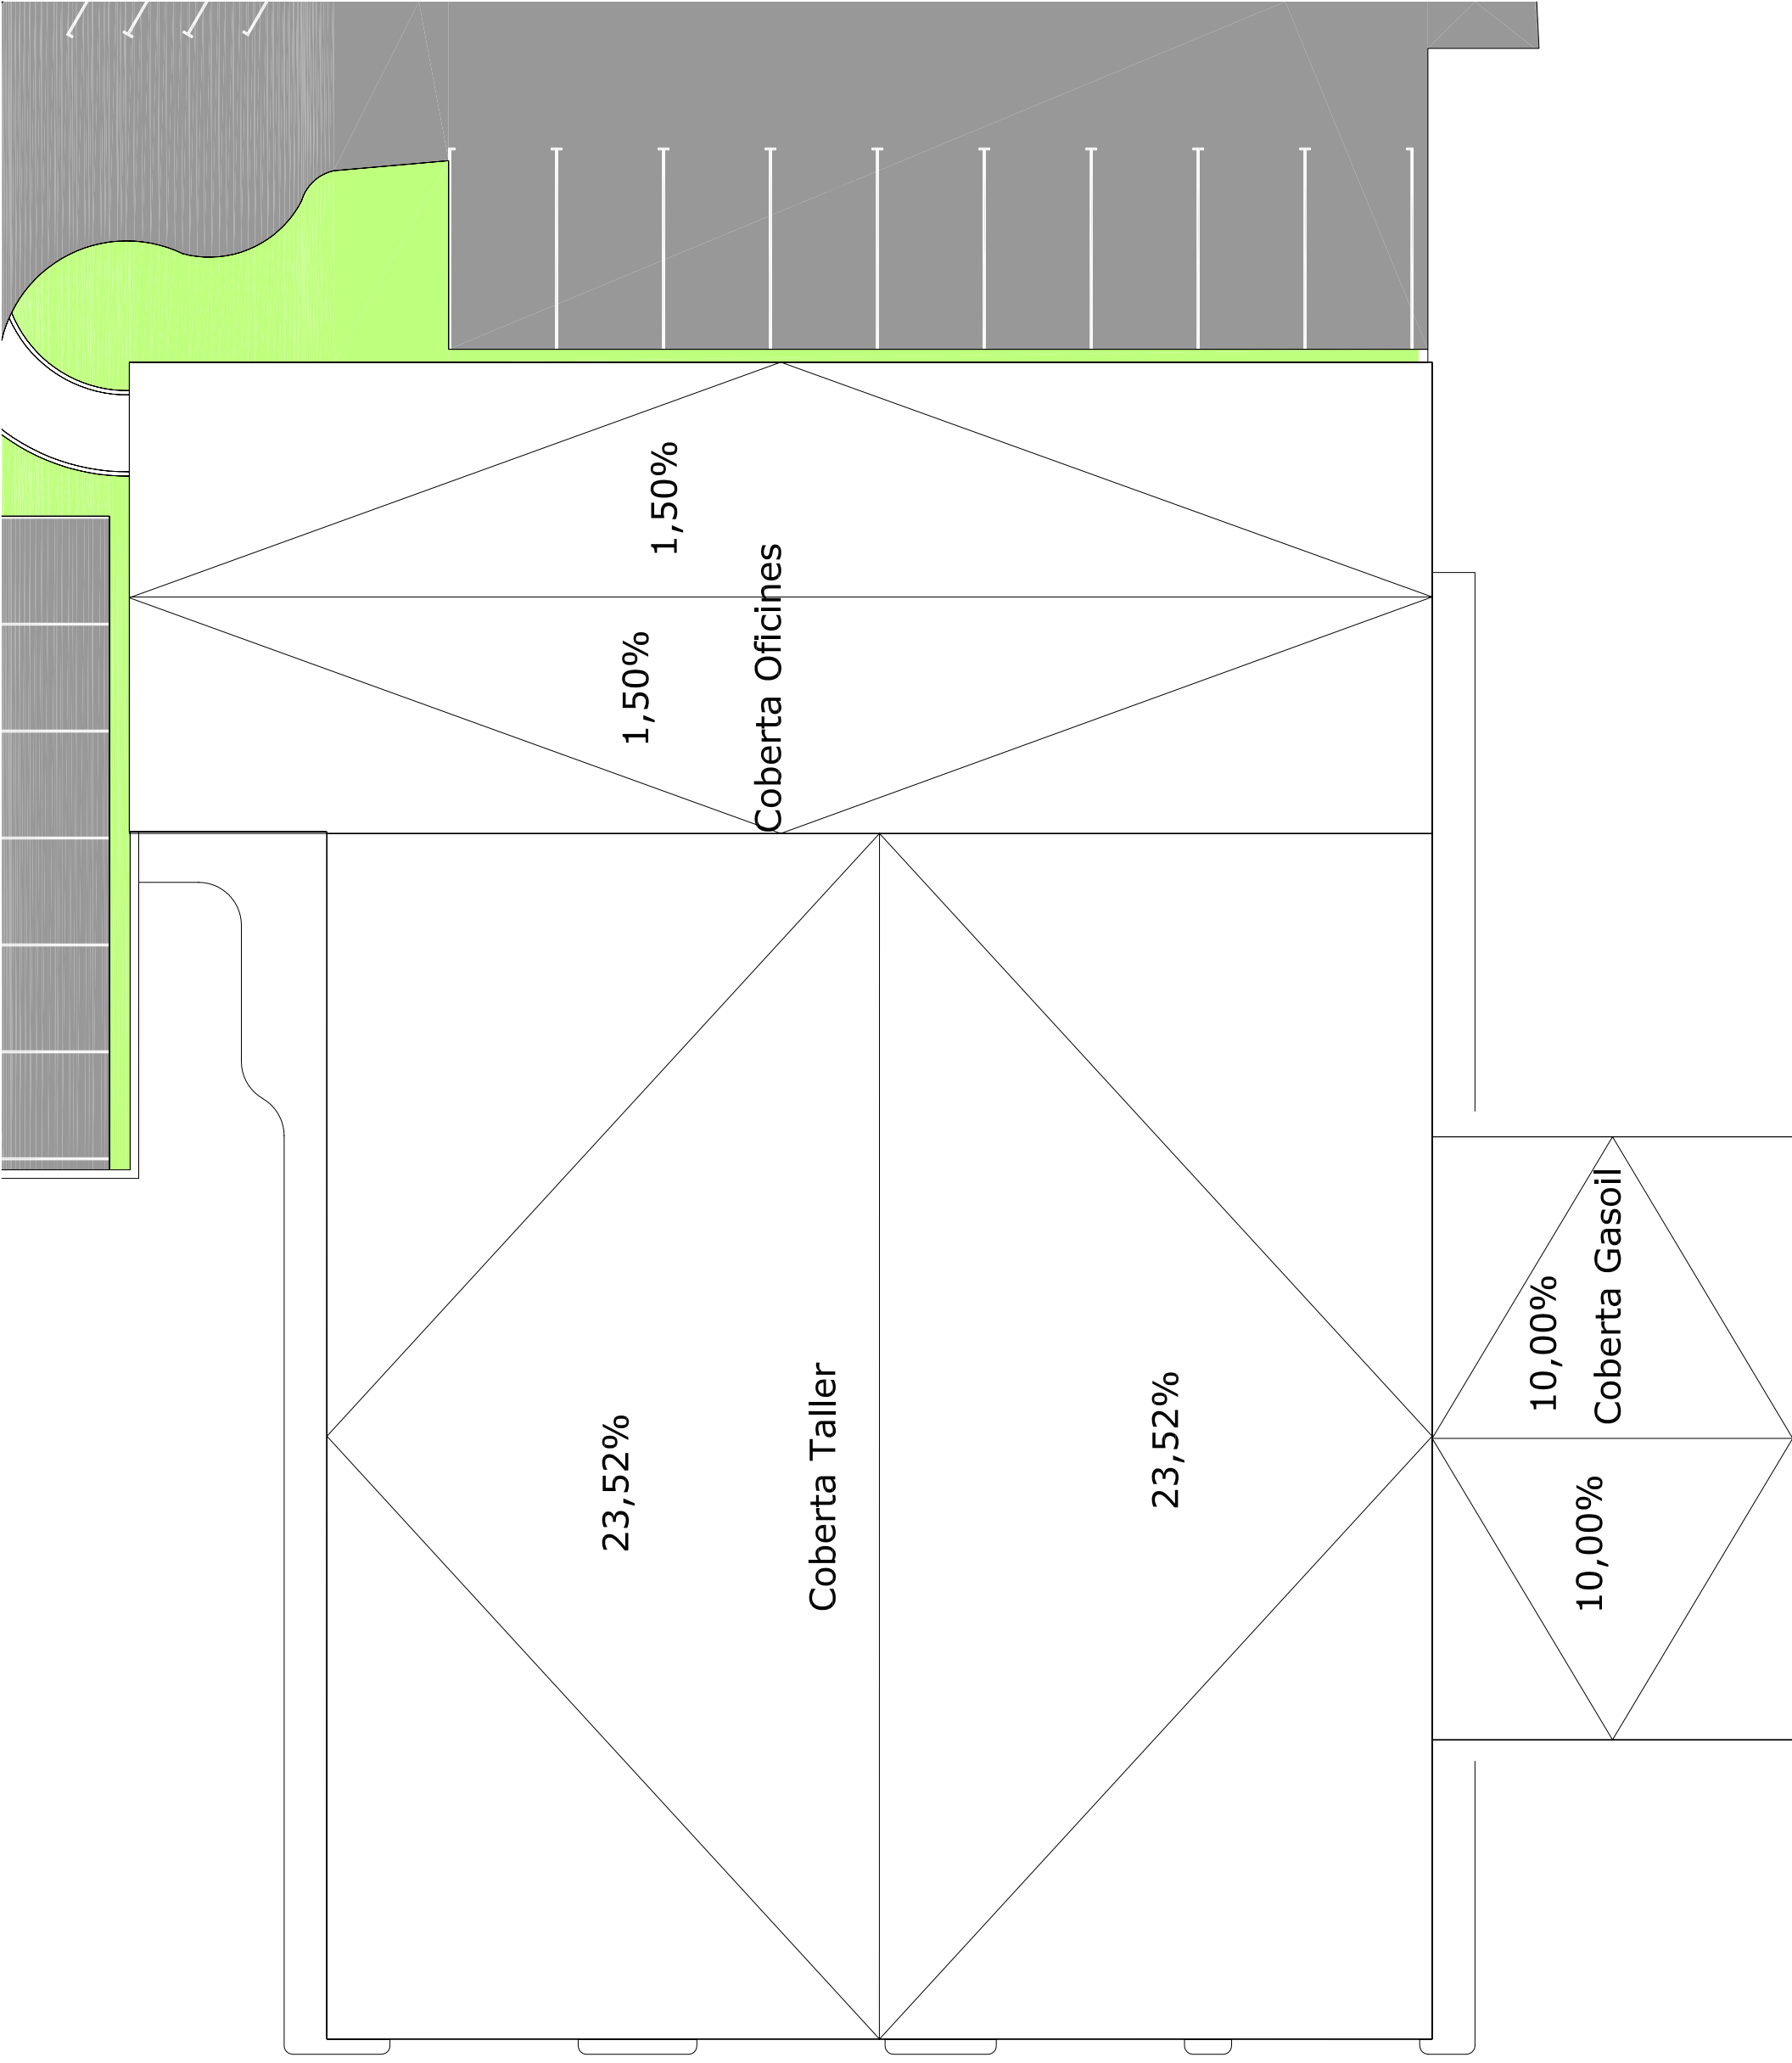 1,50%
1,50%
Coberta Oficines
23,52%
Coberta Taller
23,52%
10,00%
Coberta Gasoil
10,00%